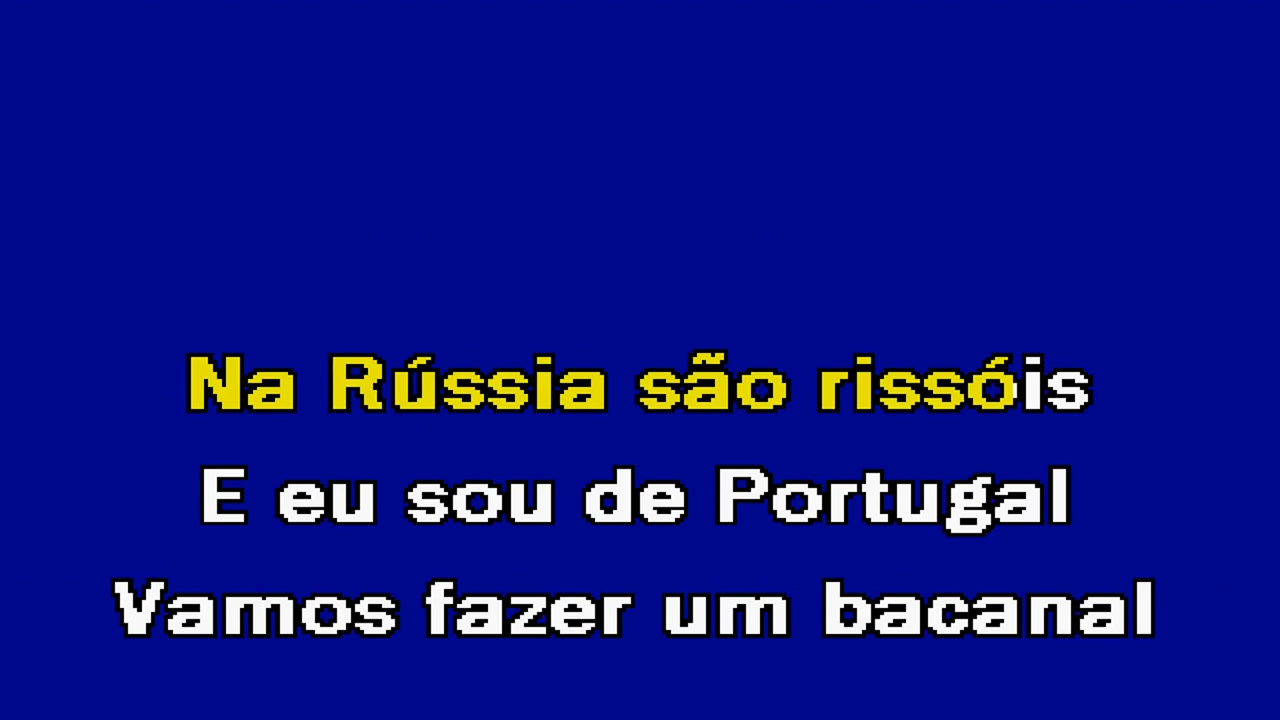 Na Rússia são rissóis
E eu sou de Portugal
Vamos fazer um bacanal